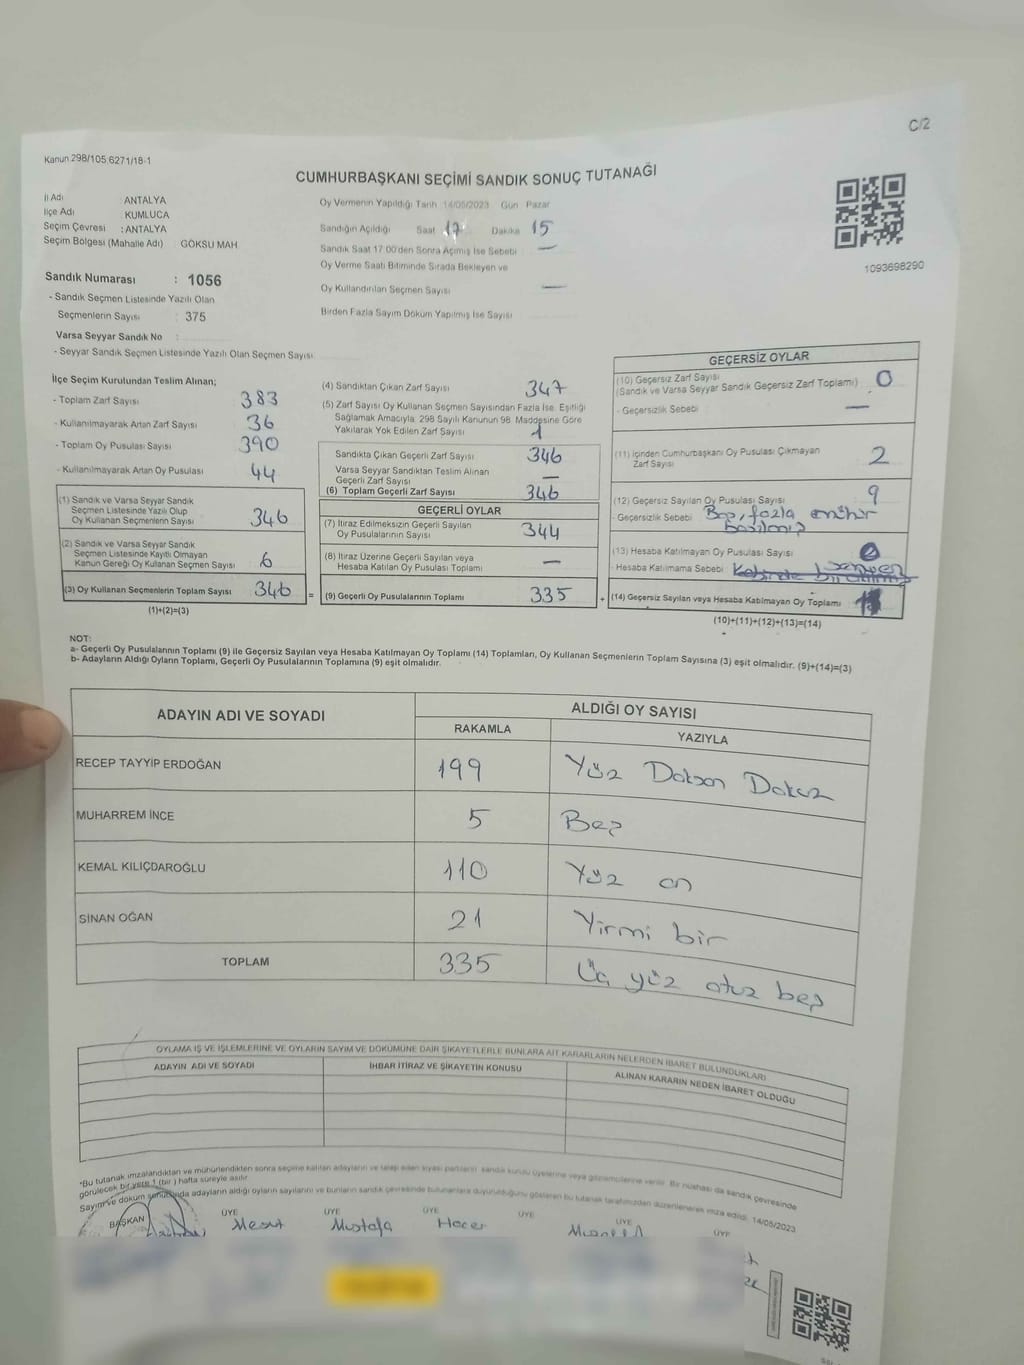 C/2
Kanun 298/105 6271/18-1
CUMHURBAŞKANI SEÇİMİ SANDIK SONUÇ TUTANAĞI
İl Adı : ANTALYA
İlçe Adı : KUMLUCA
Seçim Çevresi : ANTALYA
Seçim Bölgesi (Mahalle Adı) : GÖKSU MAH.
Sandık Numarası : 1056
- Sandık Seçmen Listesinde Yazılı Olan
Seçmenlerin Sayısı : 375
Varsa Seyyar Sandık No :
- Seyyar Sandık Seçmen Listesinde Yazılı Olan Seçmen Sayısı
Oy Vermenin Yapıldığı Tarih 14/05/2023 Gün Pazar
Sandığın Açıldığı Saat 17 Dakika 15
Sandık Saat 17:00'den Sonra Açımış İse Sebebi —
Oy Verme Saati Bitiminde Sırada Bekleyen ve
Oy Kullandırılan Seçmen Sayısı —
Birden Fazla Sayım Döküm Yapılmış İse Sayısı
1093698290
İlçe Seçim Kurulundan Teslim Alınan;
- Toplam Zarf Sayısı 383
- Kullanılmayarak Artan Zarf Sayısı 36
- Toplam Oy Pusulası Sayısı 390
- Kullanılmayarak Artan Oy Pusulası 44
(1) Sandık ve Varsa Seyyar Sandık
Seçmen Listesinde Yazılı Olup
Oy Kullanan Seçmenlerin Sayısı 346
(2) Sandık ve Varsa Seyyar Sandık
Seçmen Listesinde Kayıtlı Olmayan
Kanun Gereği Oy Kulanan Seçmen Sayısı 6
(3) Oy Kullanan Seçmenlerin Toplam Sayısı 346 =
(1)+(2)=(3)
(4) Sandıktan Çıkan Zarf Sayısı 347
(5) Zarf Sayısı Oy Kullanan Seçmen Sayısından Fazla İse, Eşitliği
Sağlamak Amacıyla, 298 Sayılı Kanunun 98. Maddesine Göre
Yakılarak Yok Edilen Zarf Sayısı 1
Sandıkta Çıkan Geçerli Zarf Sayısı 346
Varsa Seyyar Sandıktan Teslim Alınan
Geçerli Zarf Sayısı —
(6) Toplam Geçerli Zarf Sayısı 346
GEÇERLİ OYLAR
(7) İtiraz Edilmeksizin Geçerli Sayılan
Oy Pusulalarının Sayısı 344
(8) İtiraz Üzerine Geçerli Sayılan veya
Hesaba Katılan Oy Pusulası Toplamı —
(9) Geçerli Oy Pusulalarının Toplamı 335 +
GEÇERSİZ OYLAR
(10) Geçersiz Zarf Sayısı
(Sandık ve Varsa Seyyar Sandık Geçersiz Zarf Toplamı) 0
- Geçersizlik Sebebi —
(11) İçinden Cumhurbaşkanı Oy Pusulası Çıkmayan
Zarf Sayısı 2
(12) Geçersiz Sayılan Oy Pusulası Sayısı 9
- Geçersizlik Sebebi Boş, fazla mühür
basılmış
(13) Hesaba Katılmayan Oy Pusulası Sayısı
- Hesaba Katılmama Sebebi
(14) Geçersiz Sayılan veya Hesaba Katılmayan Oy Toplamı
(10)+(11)+(12)+(13)=(14)
NOT:
a- Geçerli Oy Pusulalarının Toplamı (9) ile Geçersiz Sayılan veya Hesaba Katılmayan Oy Toplamı (14) Toplamları, Oy Kullanan Seçmenlerin Toplam Sayısına (3) eşit olmalıdır. (9)+(14)=(3)
b- Adayların Aldığı Oyların Toplamı, Geçerli Oy Pusulalarının Toplamına (9) eşit olmalıdır.
ADAYIN ADI VE SOYADI ALDIĞI OY SAYISI
RAKAMLA YAZIYLA
RECEP TAYYİP ERDOĞAN 199 Yüz Doksan Dokuz
MUHARREM İNCE 5 Beş
KEMAL KILIÇDAROĞLU 110 Yüz on
SİNAN OĞAN 21 Yirmi bir
TOPLAM 335 Üç yüz otuz beş
OYLAMA İŞ VE İŞLEMLERİNE VE OYLARIN SAYIM VE DÖKÜMÜNE DAİR ŞİKAYETLERLE BUNLARA AİT KARARLARIN NELERDEN İBARET BULUNDUKLARI
ADAYIN ADI VE SOYADI İHBAR İTİRAZ VE ŞİKAYETİN KONUSU ALINAN KARARIN NEDEN İBARET OLDUĞU
*Bu tutanak imzalandıktan ve mühürlendikten sonra seçime katılan adayların ve talep eden siyasi partilerin sandık kurulu üyelerine veya gözlemcilerine verilir. Bir nüshası da sandık çevresinde
görülecek bir yere 1 (bir) hafta süreyle asılır.
Sayım ve döküm sonucunda adayların aldığı oyların sayılarını ve bunların sandık çevresinde bulunanlara duyurulduğunu gösteren bu tutanak tarafımızdan düzenlenerek imza edildi. 14/05/2023
BAŞKAN ÜYE ÜYE ÜYE ÜYE ÜYE ÜYE
Mesut Mustafa Hacer